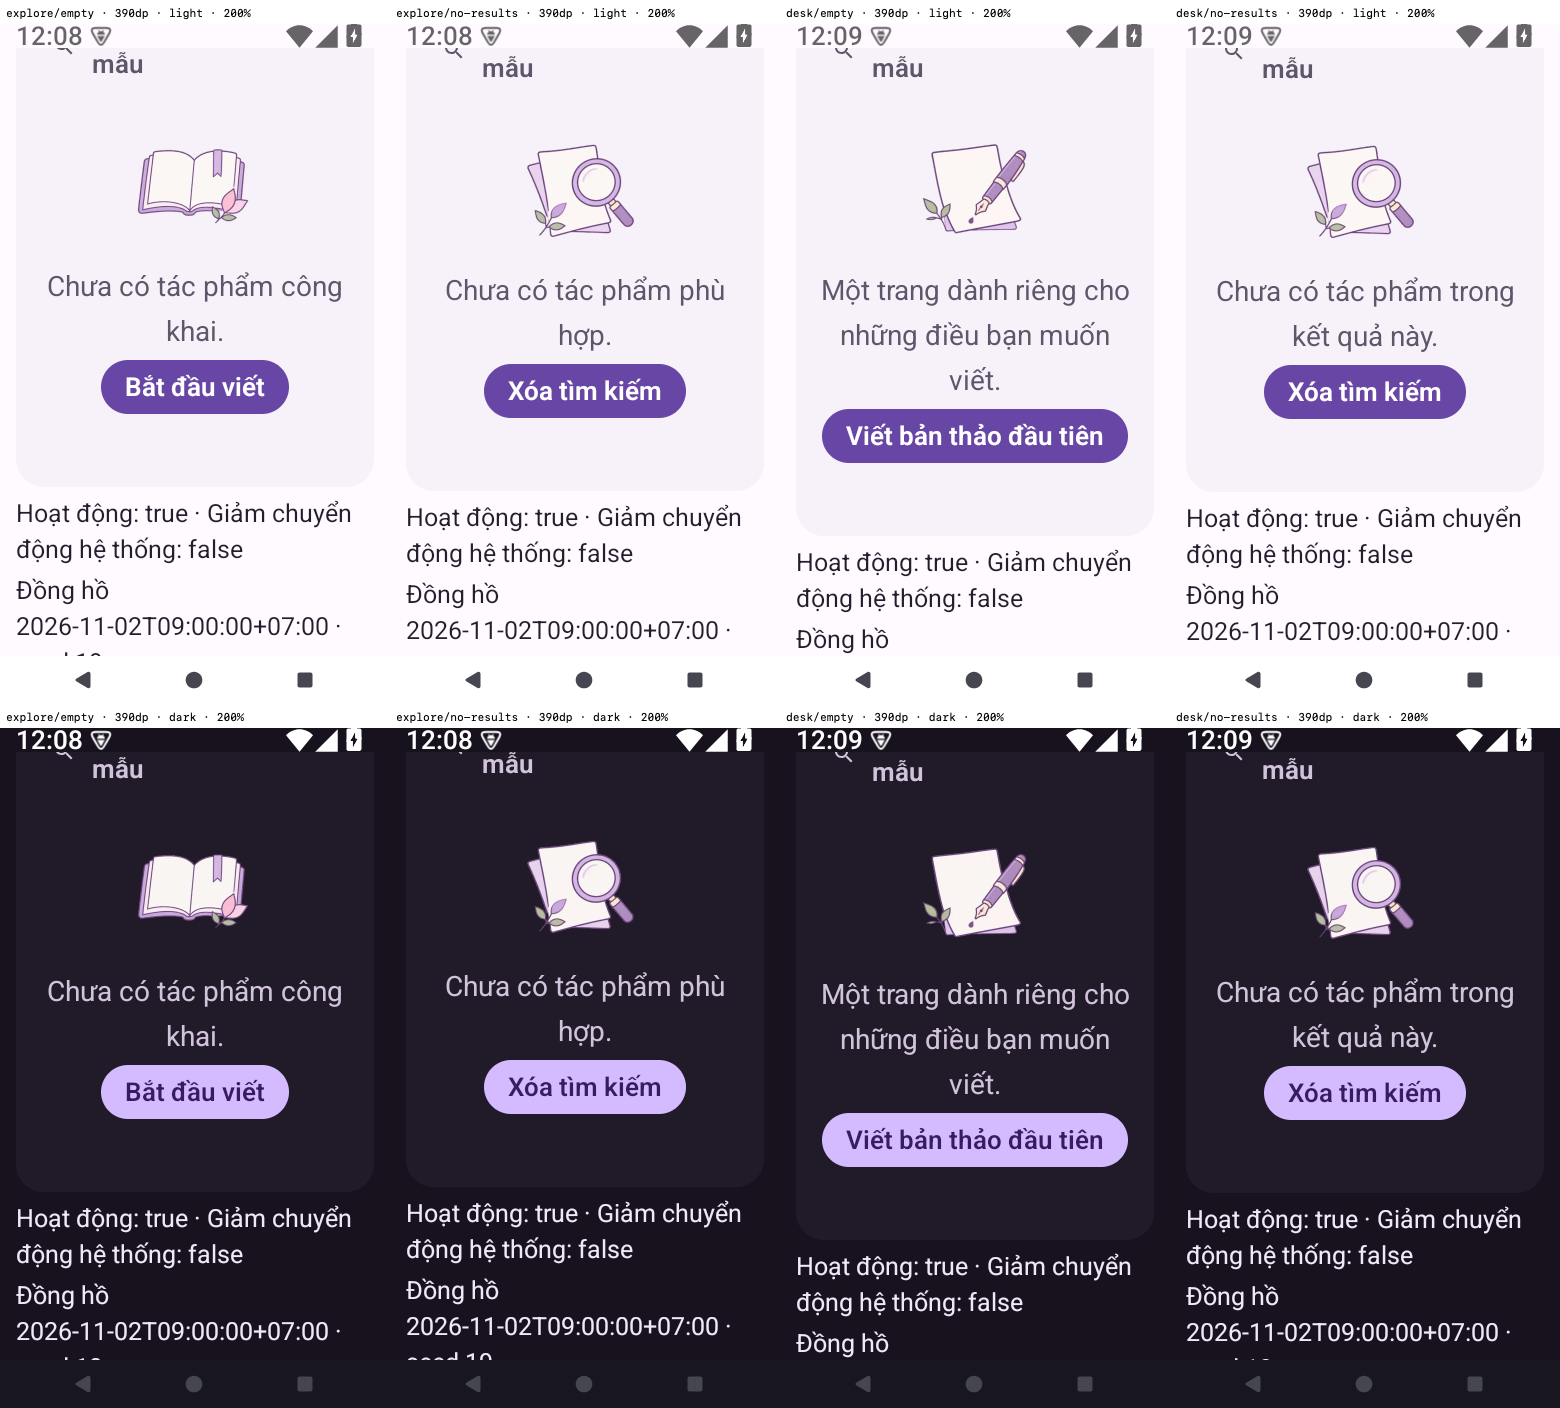 explore/empty · 390dp · light · 200%
12:08
mẫu
Chưa có tác phẩm công
khai.
Bắt đầu viết
Hoạt động: true · Giảm chuyển
động hệ thống: false
Đồng hồ
2026-11-02T09:00:00+07:00 ·
explore/no-results · 390dp · light · 200%
12:08
mẫu
Chưa có tác phẩm phù
hợp.
Xóa tìm kiếm
Hoạt động: true · Giảm chuyển
động hệ thống: false
Đồng hồ
2026-11-02T09:00:00+07:00 ·
desk/empty · 390dp · light · 200%
12:09
mẫu
Một trang dành riêng cho
những điều bạn muốn
viết.
Viết bản thảo đầu tiên
Hoạt động: true · Giảm chuyển
động hệ thống: false
Đồng hồ
desk/no-results · 390dp · light · 200%
12:09
mẫu
Chưa có tác phẩm trong
kết quả này.
Xóa tìm kiếm
Hoạt động: true · Giảm chuyển
động hệ thống: false
Đồng hồ
2026-11-02T09:00:00+07:00 ·
explore/empty · 390dp · dark · 200%
12:08
mẫu
Chưa có tác phẩm công
khai.
Bắt đầu viết
Hoạt động: true · Giảm chuyển
động hệ thống: false
Đồng hồ
2026-11-02T09:00:00+07:00 ·
explore/no-results · 390dp · dark · 200%
12:08
mẫu
Chưa có tác phẩm phù
hợp.
Xóa tìm kiếm
Hoạt động: true · Giảm chuyển
động hệ thống: false
Đồng hồ
2026-11-02T09:00:00+07:00 ·
desk/empty · 390dp · dark · 200%
12:09
mẫu
Một trang dành riêng cho
những điều bạn muốn
viết.
Viết bản thảo đầu tiên
Hoạt động: true · Giảm chuyển
động hệ thống: false
Đồng hồ
desk/no-results · 390dp · dark · 200%
12:09
mẫu
Chưa có tác phẩm trong
kết quả này.
Xóa tìm kiếm
Hoạt động: true · Giảm chuyển
động hệ thống: false
Đồng hồ
2026-11-02T09:00:00+07:00 ·